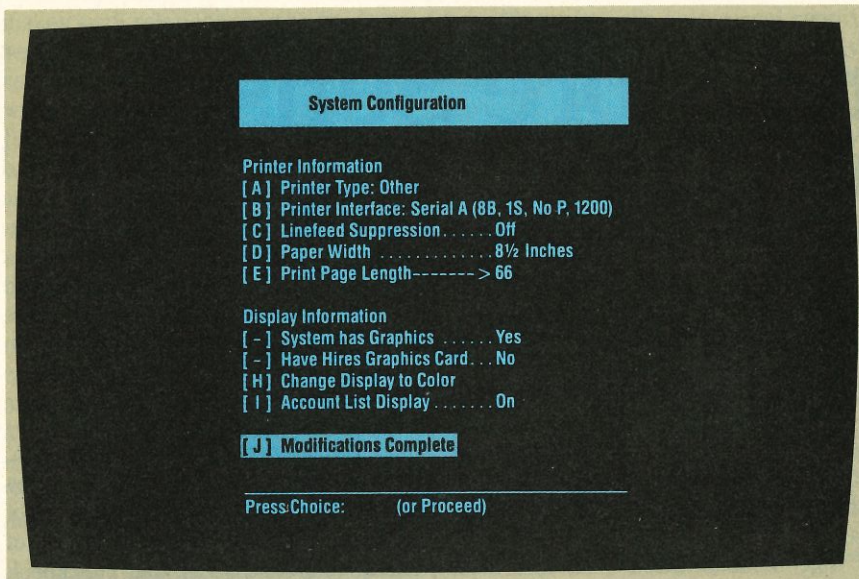 System Configuration
Printer Information
[ A ] Printer Type: Other
[ B ] Printer Interface: Serial A (8B, 1S, No P, 1200)
[ C ] Linefeed Suppression......Off
[ D ] Paper Width .............8½ Inches
[ E ] Print Page Length-------> 66
Display Information
[ - ] System has Graphics ......Yes
[ - ] Have Hires Graphics Card...No
[ H ] Change Display to Color
[ I ] Account List Display.......On
[ J ] Modifications Complete
Press Choice: (or Proceed)